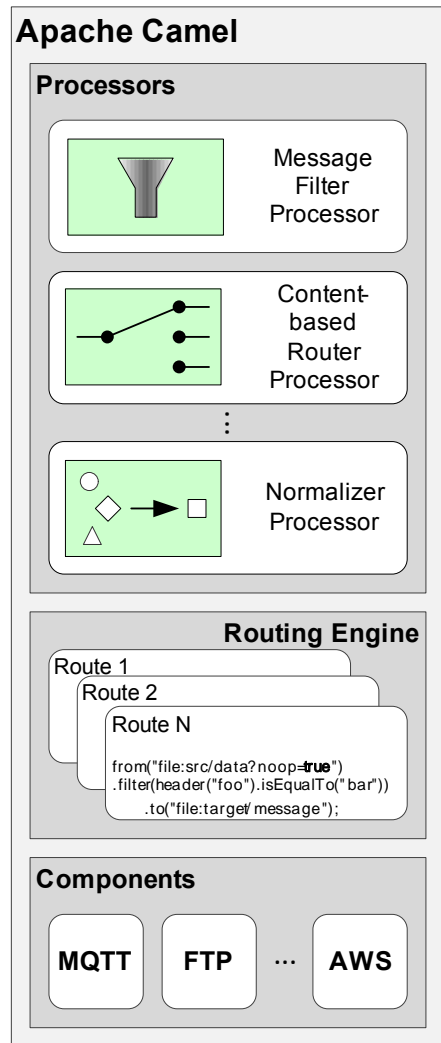 Apache Camel
Processors
Message
Filter
Processor
Content-
based
Router
Processor
...
Normalizer
Processor
Routing Engine
Route 1
Route 2
Route N
from("file:src/data?noop=true")
.filter(header("foo").isEqualTo("bar"))
.to("file:target/message");
Components
MQTT FTP ... AWS